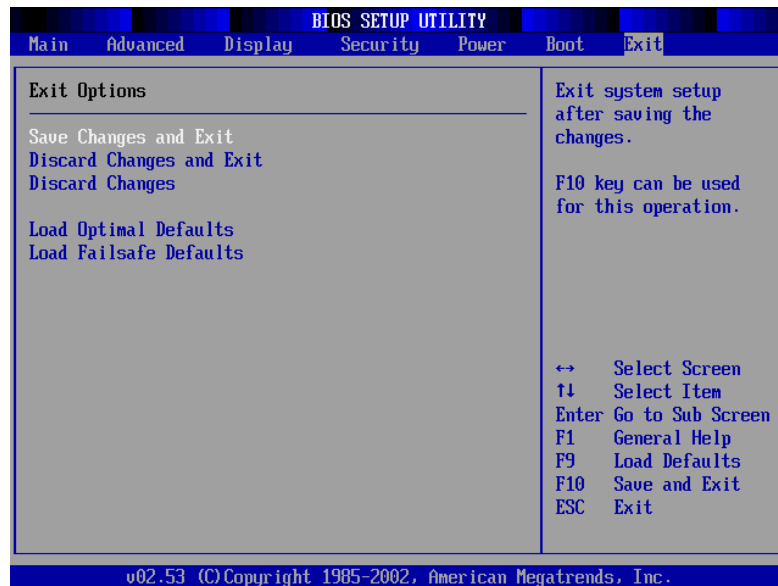 BIOS SETUP UTILITY
Main Advanced Display Security Power Boot Exit
Exit Options
Save Changes and Exit
Discard Changes and Exit
Discard Changes
Load Optimal Defaults
Load Failsafe Defaults
Exit system setup
after saving the
changes.
F10 key can be used
for this operation.
↔ Select Screen
↑↓ Select Item
Enter Go to Sub Screen
F1 General Help
F9 Load Defaults
F10 Save and Exit
ESC Exit
v02.53 (C)Copyright 1985-2002, American Megatrends, Inc.